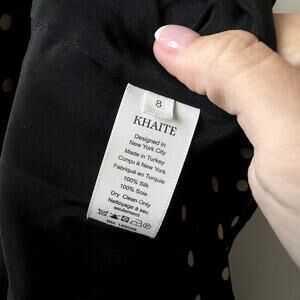 8
KHAITE
Designed in
New York City
Made in Turkey
Conçu à New York
Fabriqué en Turquie
100% Silk
100% Soie
Dry Clean Only
Nettoyage à sec
seulement